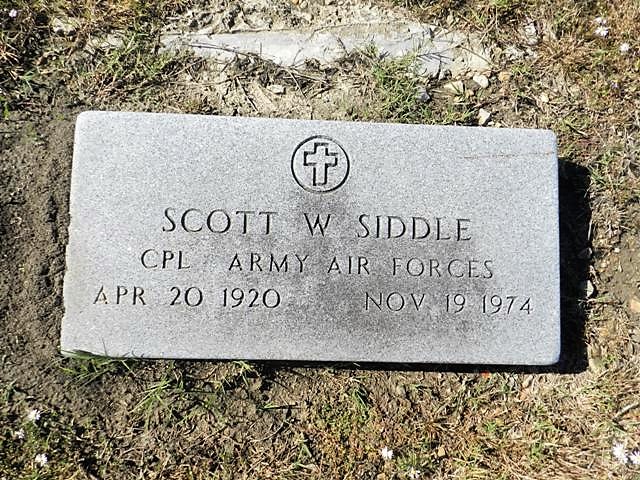 SCOTT W SIDDLE
CPL ARMY AIR FORCES
APR 20 1920 NOV 19 1974